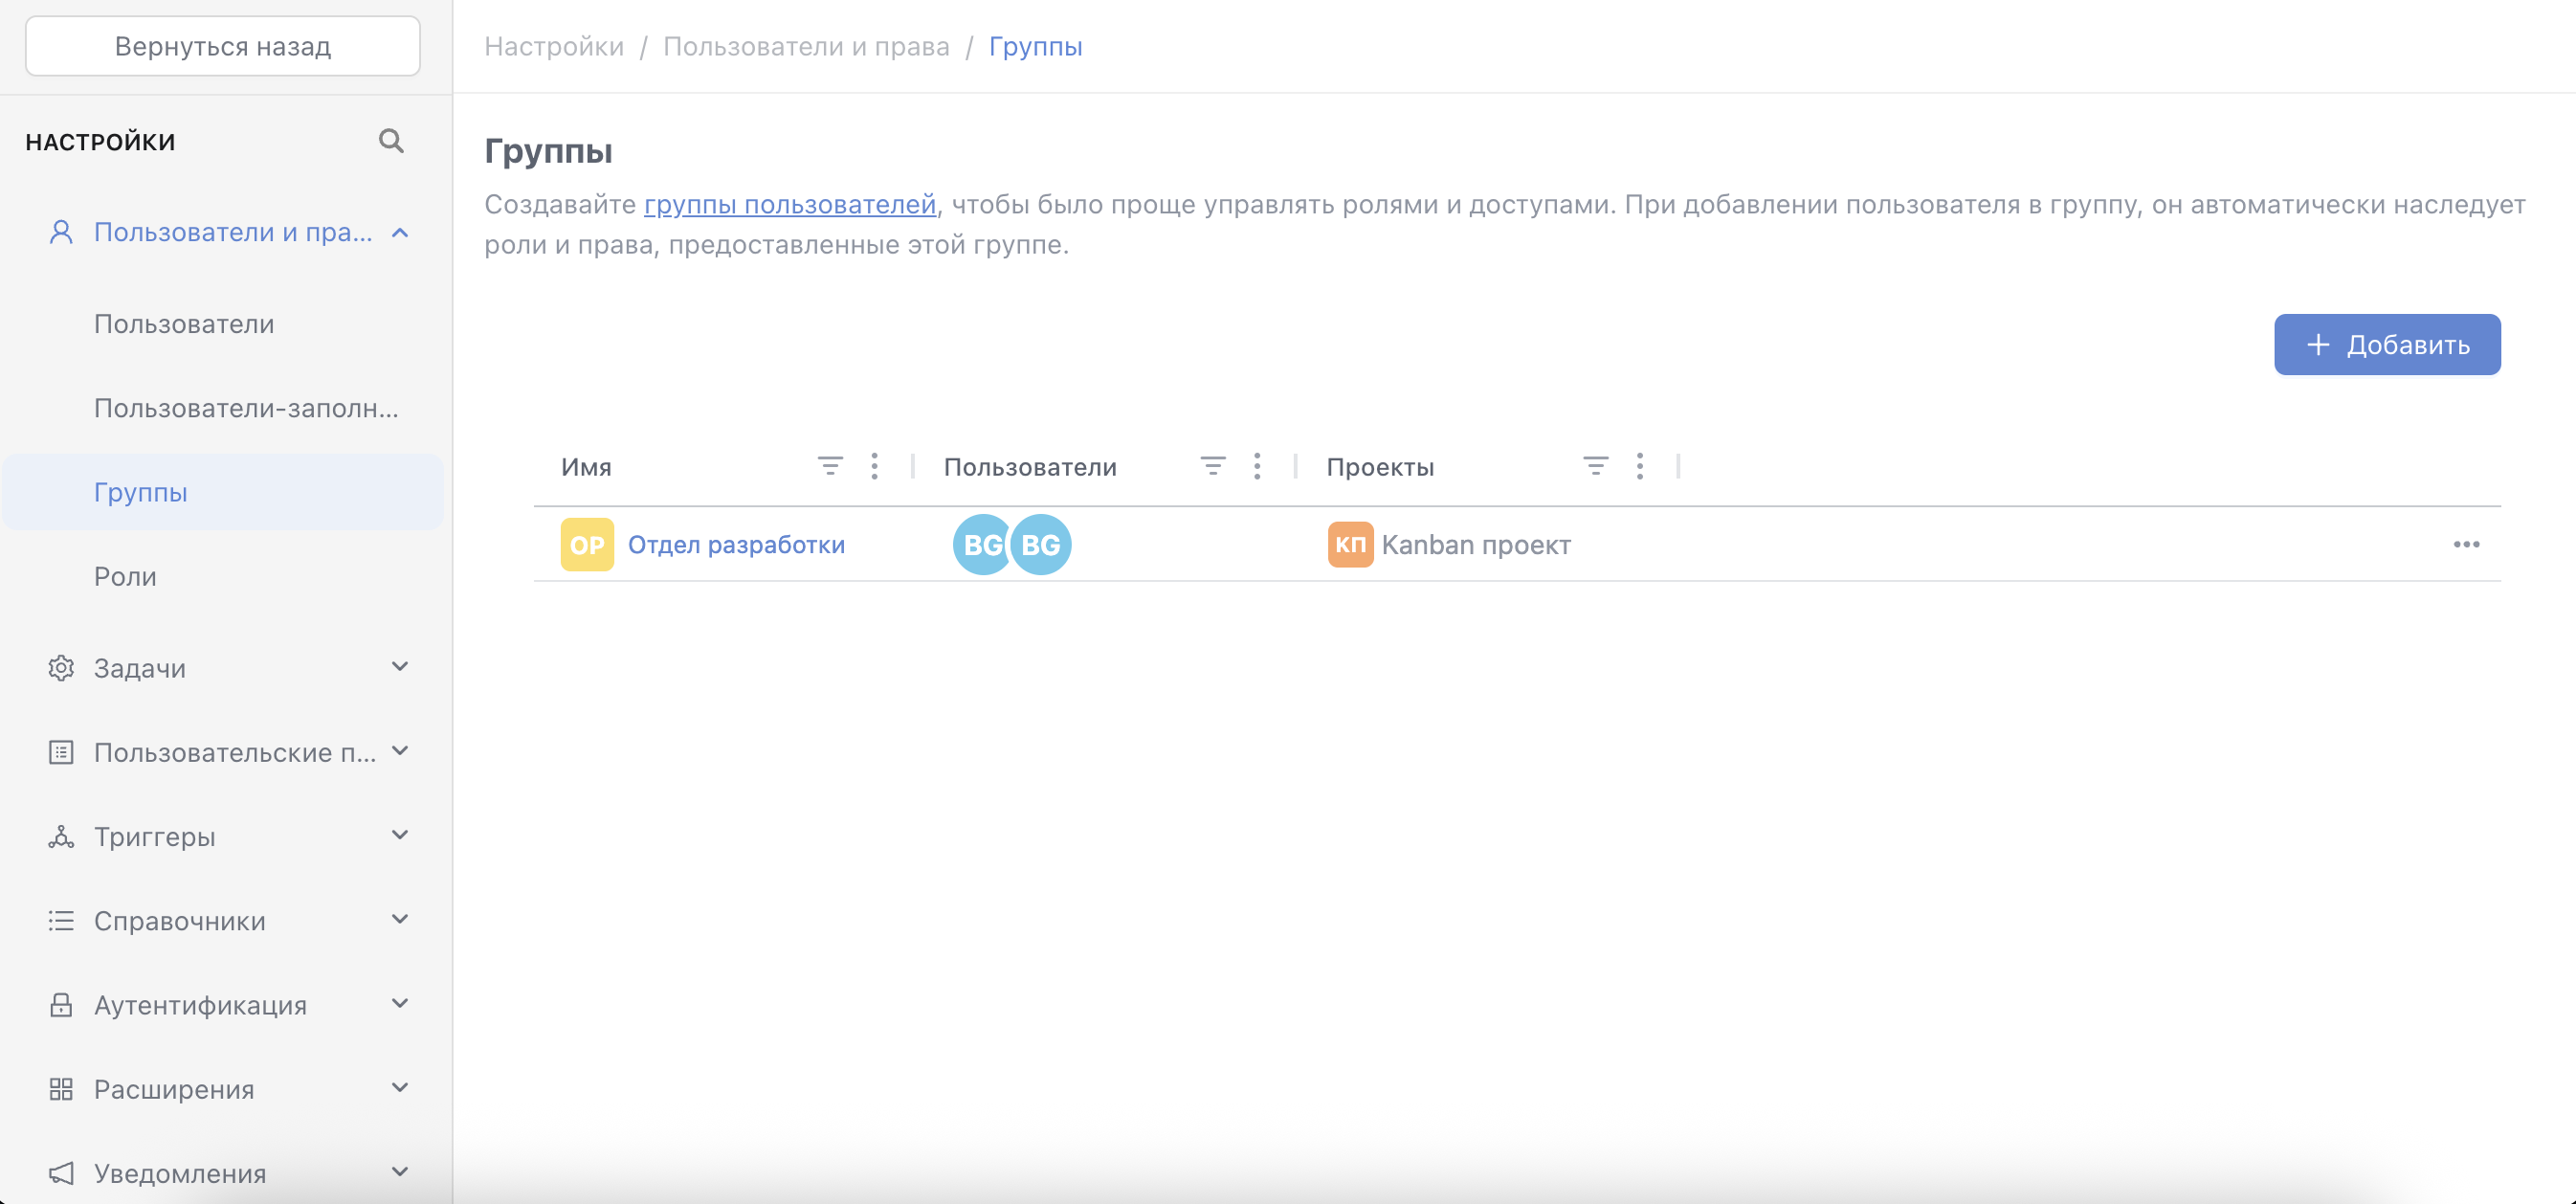 Вернуться назад
НАСТРОЙКИ
Пользователи и пра...
Пользователи
Пользователи-заполн...
Группы
Роли
Задачи
Пользовательские п...
Триггеры
Справочники
Аутентификация
Расширения
Уведомления
Настройки / Пользователи и права / Группы
Группы
Создавайте группы пользователей, чтобы было проще управлять ролями и доступами. При добавлении пользователя в группу, он автоматически наследует
роли и права, предоставленные этой группе.
+ Добавить
Имя Пользователи Проекты
ОР Отдел разработки BG BG КП Kanban проект